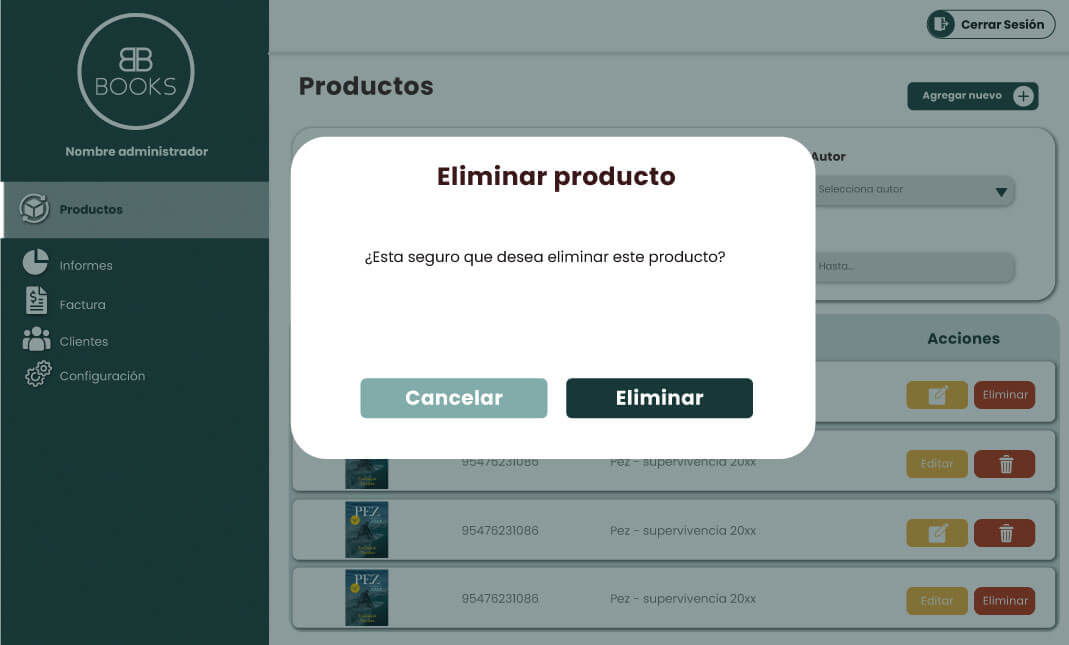 BB
BOOKS
Nombre administrador
Productos
Informes
Factura
Clientes
Configuración
Cerrar Sesión
Productos
Agregar nuevo
Autor
Selecciona autor
Hasta...
Eliminar producto
¿Esta seguro que desea eliminar este producto?
Cancelar
Eliminar
Acciones
Eliminar
95476231086
Pez - supervivencia 20xx
Editar
PEZ
95476231086
Pez - supervivencia 20xx
PEZ
95476231086
Pez - supervivencia 20xx
Editar
Eliminar